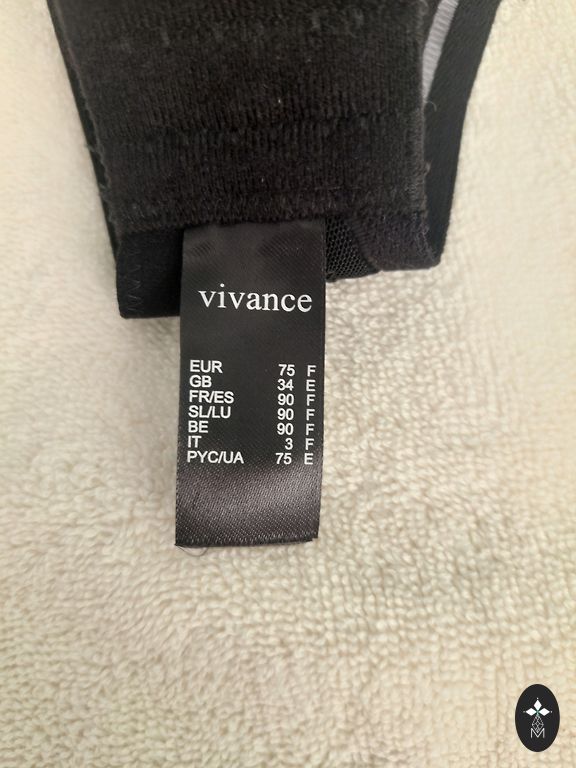 vivance
EUR 75 F
GB 34 E
FR/ES 90 F
SL/LU 90 F
BE 90 F
IT 3 F
PYC/UA 75 E
M